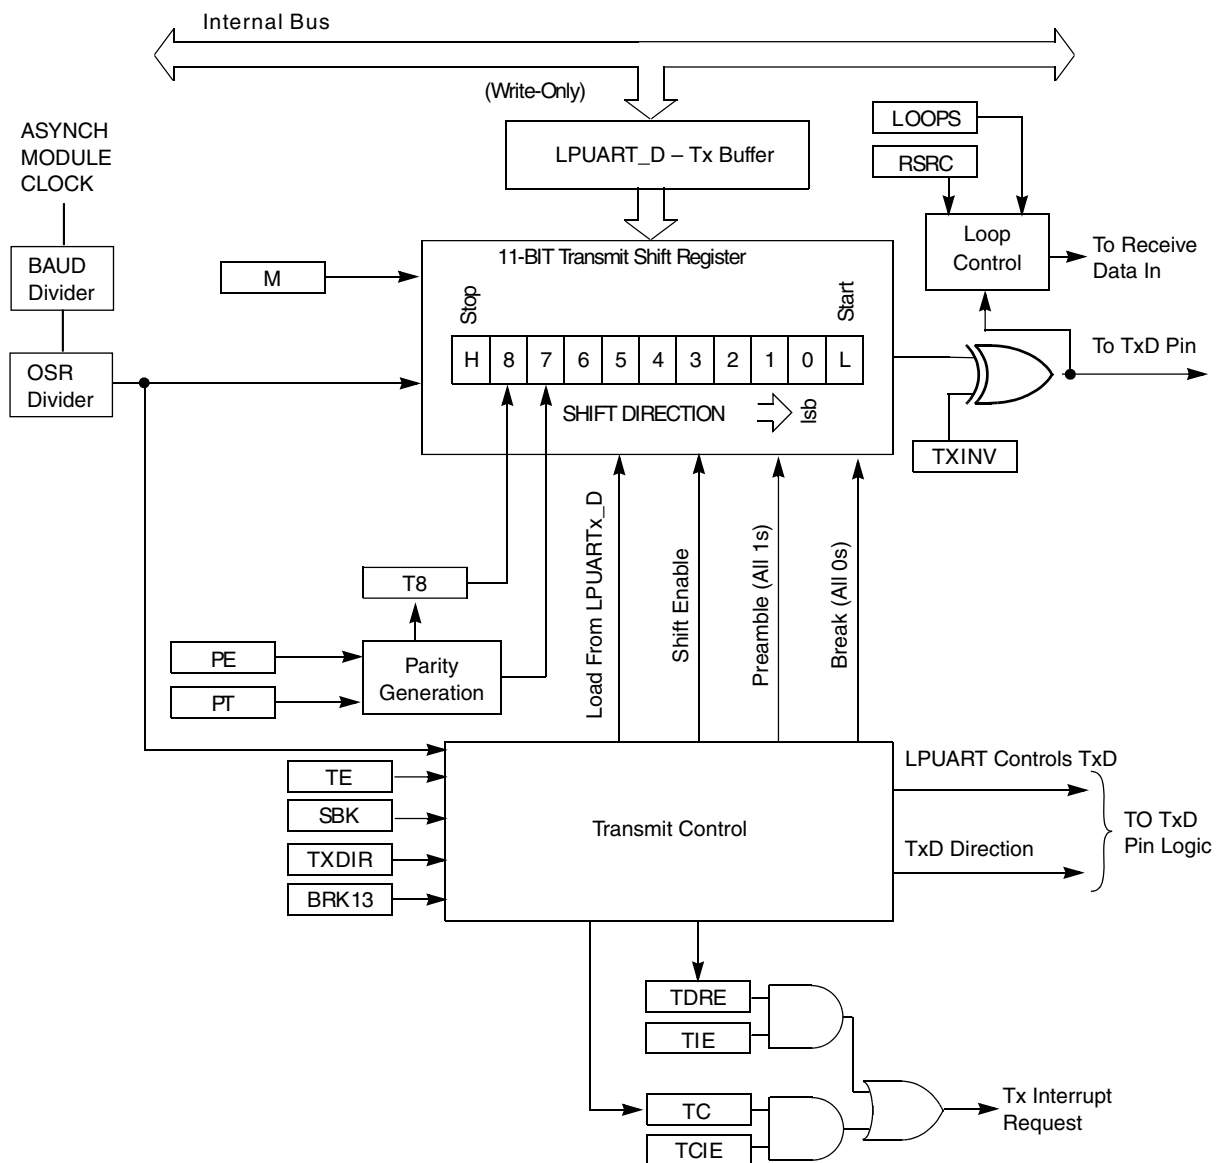 Internal Bus
(Write-Only)
ASYNCH
MODULE
CLOCK
LPUART_D – Tx Buffer
LOOPS
RSRC
Loop
Control
To Receive
Data In
BAUD
Divider
M
11-BIT Transmit Shift Register
Stop
Start
H 8 7 6 5 4 3 2 1 0 L
To TxD Pin
OSR
Divider
SHIFT DIRECTION
lsb
TXINV
Load From LPUARTx_D
Shift Enable
Preamble (All 1s)
Break (All 0s)
T8
PE
PT
Parity
Generation
TE
SBK
TXDIR
BRK13
Transmit Control
LPUART Controls TxD
TxD Direction
TO TxD
Pin Logic
TDRE
TIE
TC
TCIE
Tx Interrupt
Request